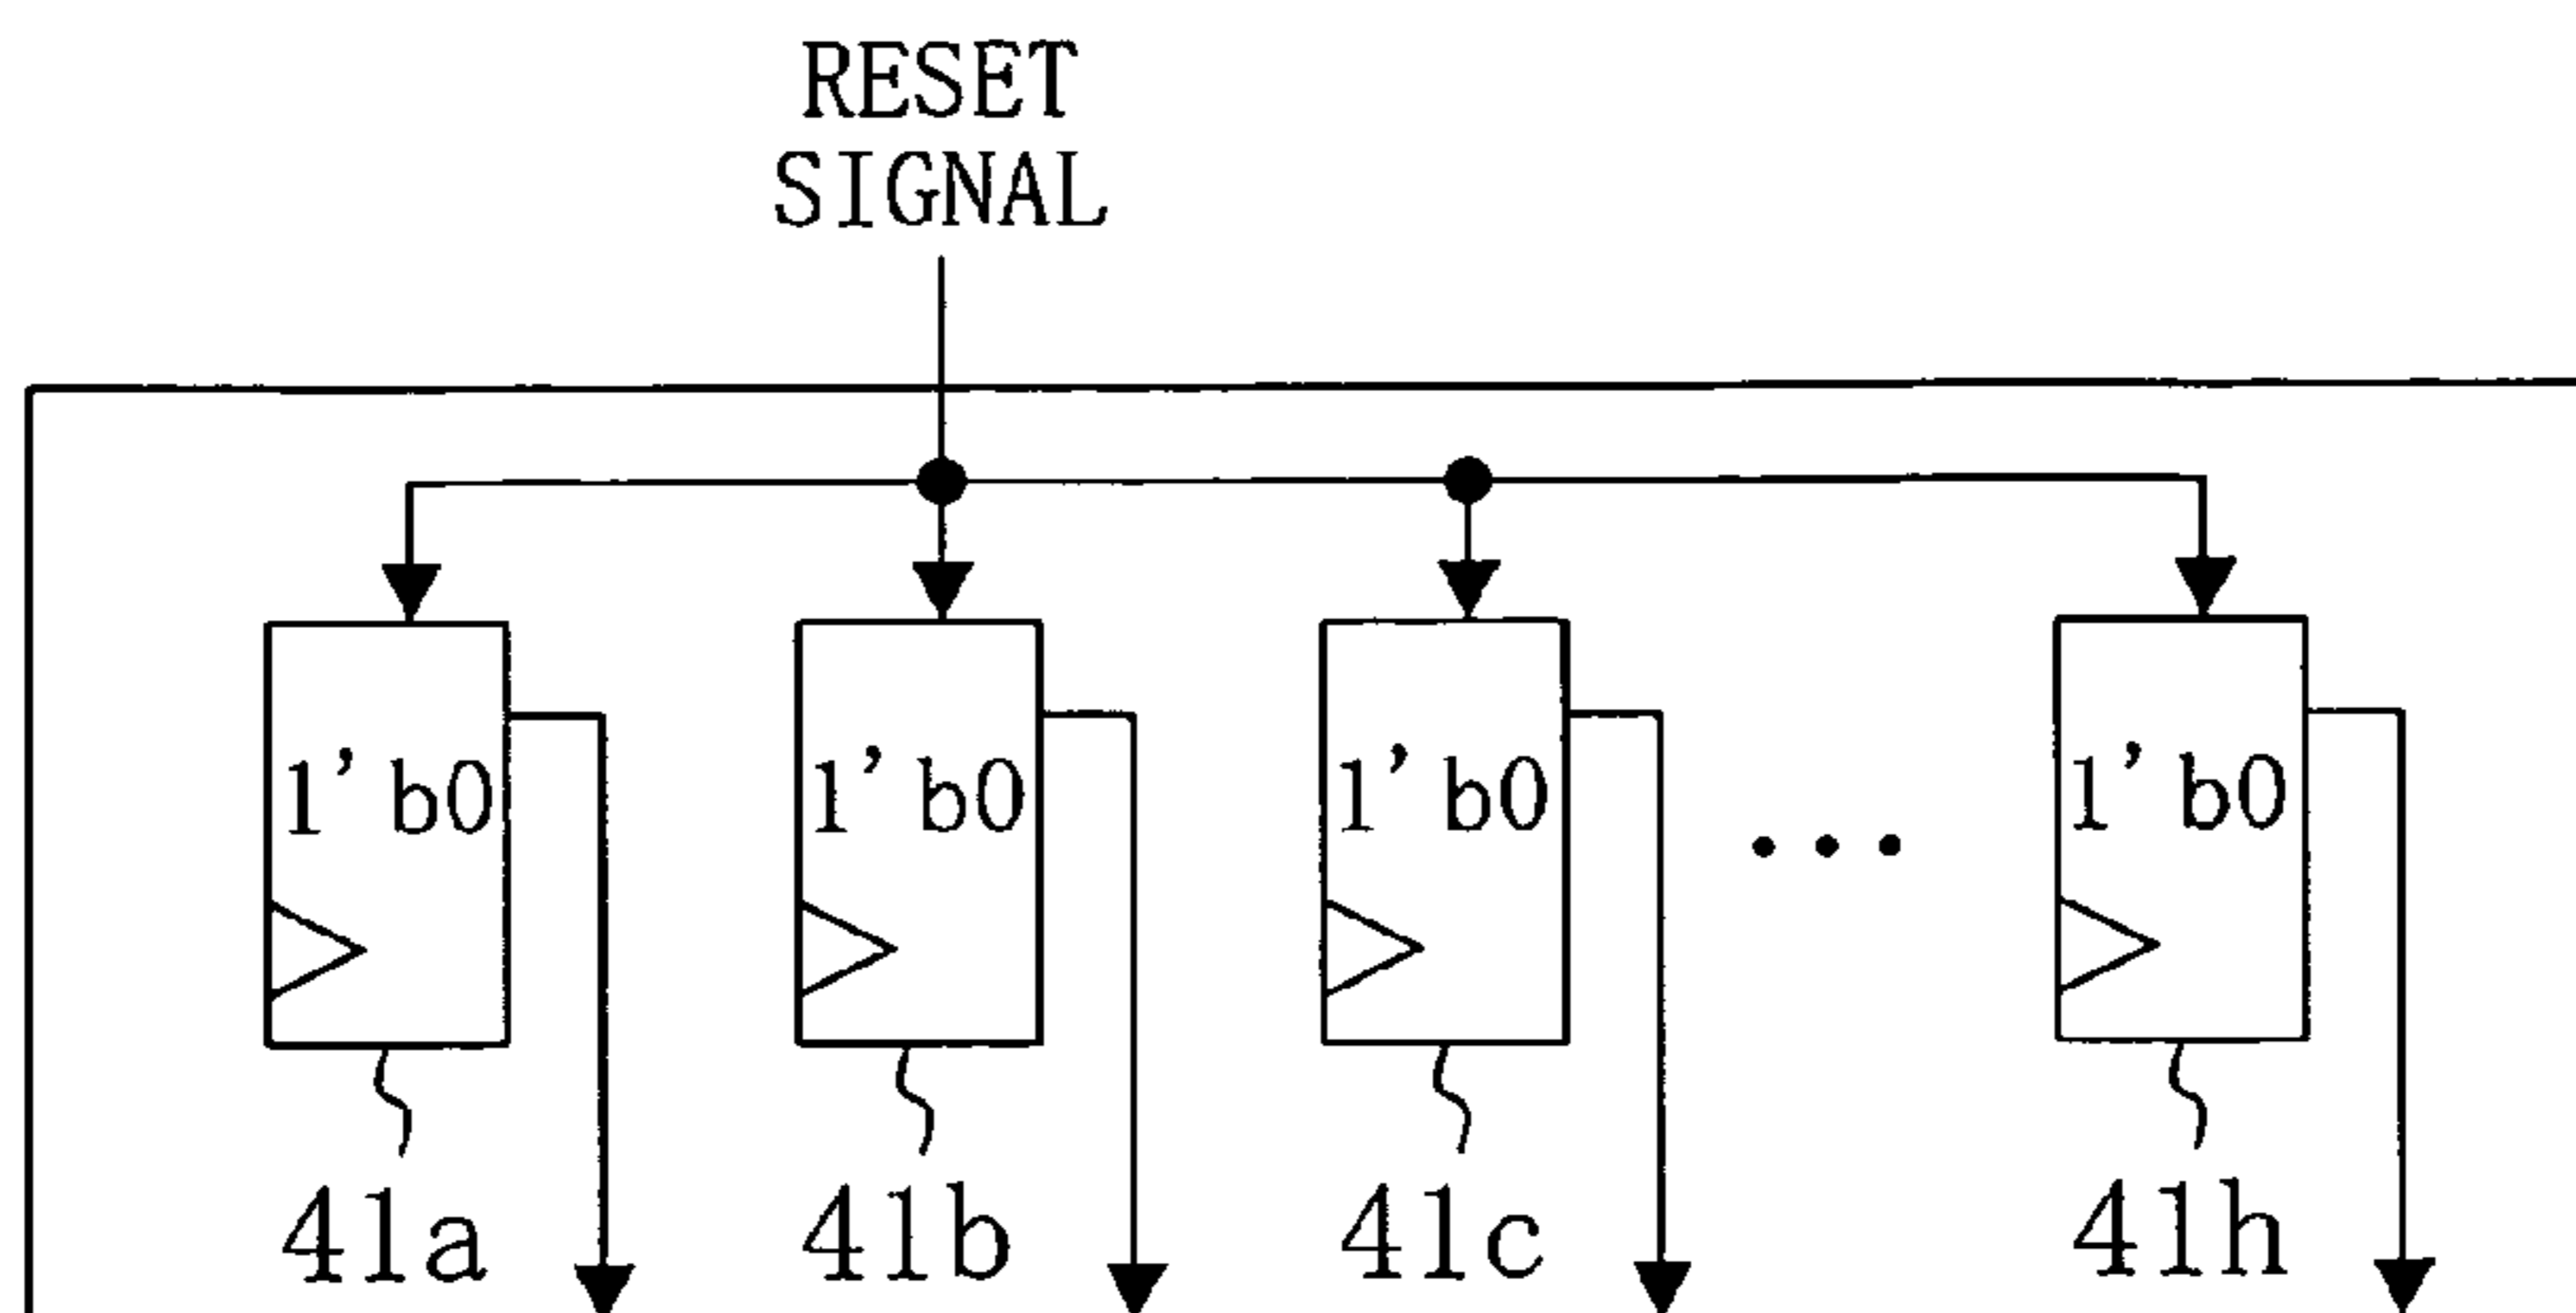 RESET
SIGNAL
1’b0 1’b0 1’b0 ••• 1’b0
41a 41b 41c 41h